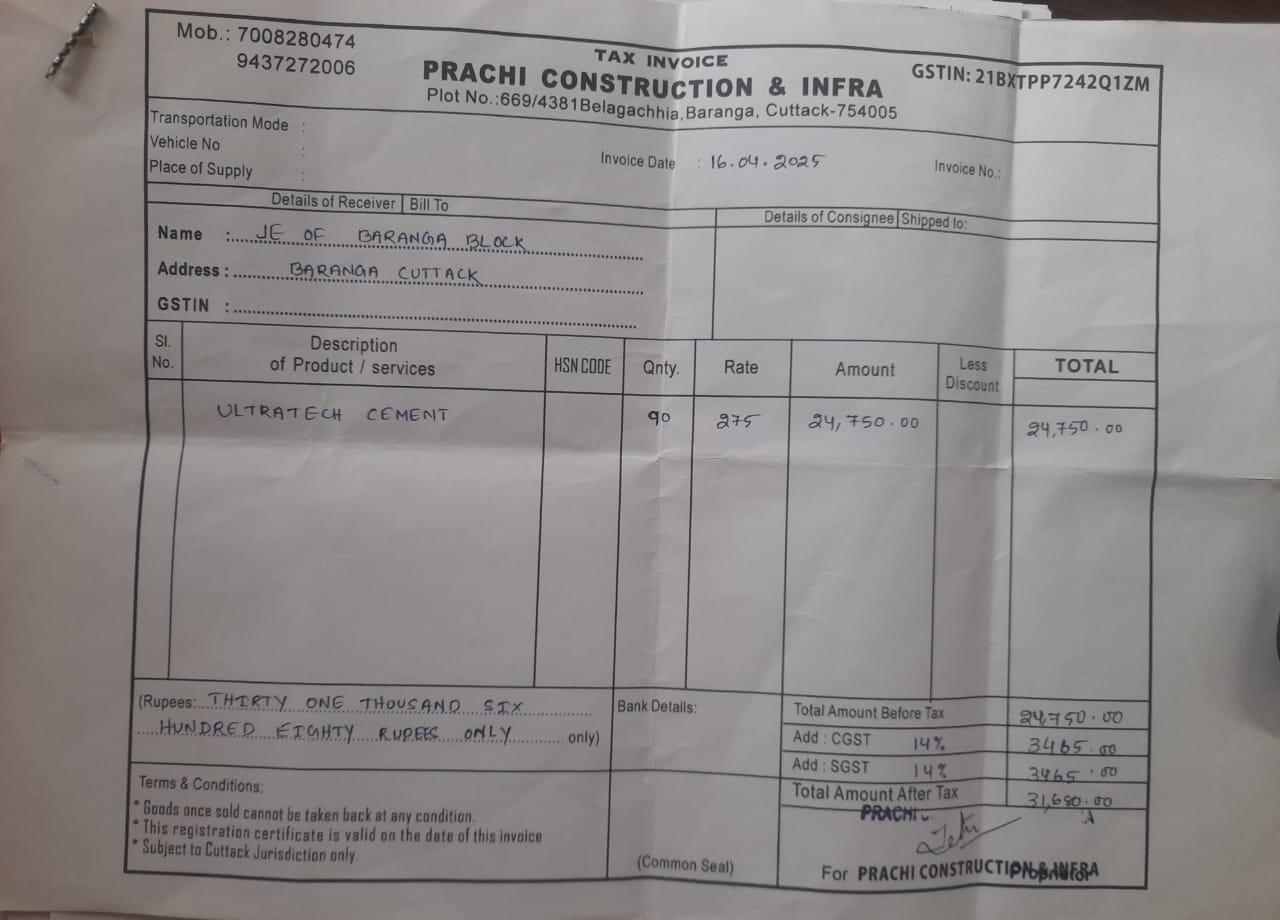 Mob.: 7008280474
9437272006
TAX INVOICE
PRACHI CONSTRUCTION & INFRA
Plot No.:669/4381Belagachhia,Baranga, Cuttack-754005
GSTIN: 21BXTPP7242Q1ZM
Transportation Mode :
Vehicle No :
Place of Supply :
Invoice Date : 16.04.2025
Invoice No.:
Details of Receiver | Bill To
Details of Consignee | Shipped to:
Name : JE OF BARANGA BLOCK
Address : BARANGA CUTTACK
GSTIN :
Sl. No. Description of Product / services HSN CODE Qnty. Rate Amount Less Discount TOTAL
ULTRATECH CEMENT 90 275 24,750.00 24,750.00
(Rupees: THIRTY ONE THOUSAND SIX
HUNDRED EIGHTY RUPEES ONLY only)
Bank Details:
Total Amount Before Tax 24,750.00
Add : CGST 14% 3465.00
Add : SGST 14% 3465.00
Total Amount After Tax 31,680.00
Terms & Conditions:
* Goods once sold cannot be taken back at any condition.
* This registration certificate is valid on the date of this invoice
* Subject to Cuttack Jurisdiction only.
(Common Seal)
PRACHI
For PRACHI CONSTRUCTION & INFRA
Proprietor